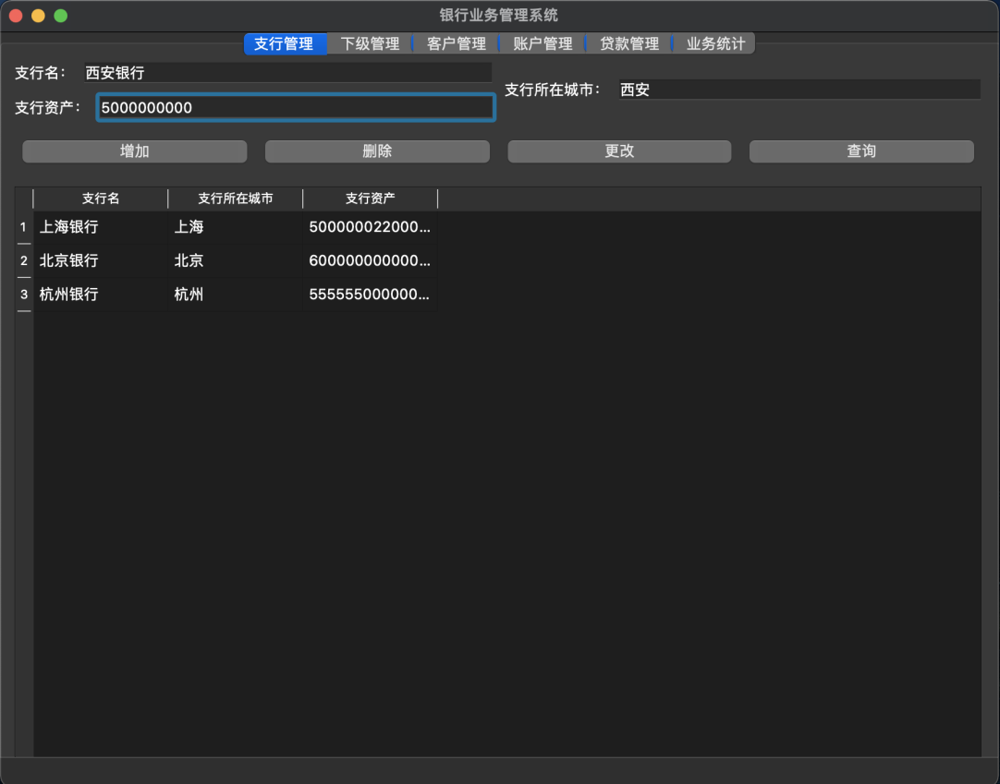 银行业务管理系统
支行管理 下级管理 客户管理 账户管理 贷款管理 业务统计
支行名： 西安银行
支行所在城市： 西安
支行资产： 5000000000
增加 删除 更改 查询
支行名 支行所在城市 支行资产
1 上海银行 上海 500000022000...
2 北京银行 北京 600000000000...
3 杭州银行 杭州 555555000000...